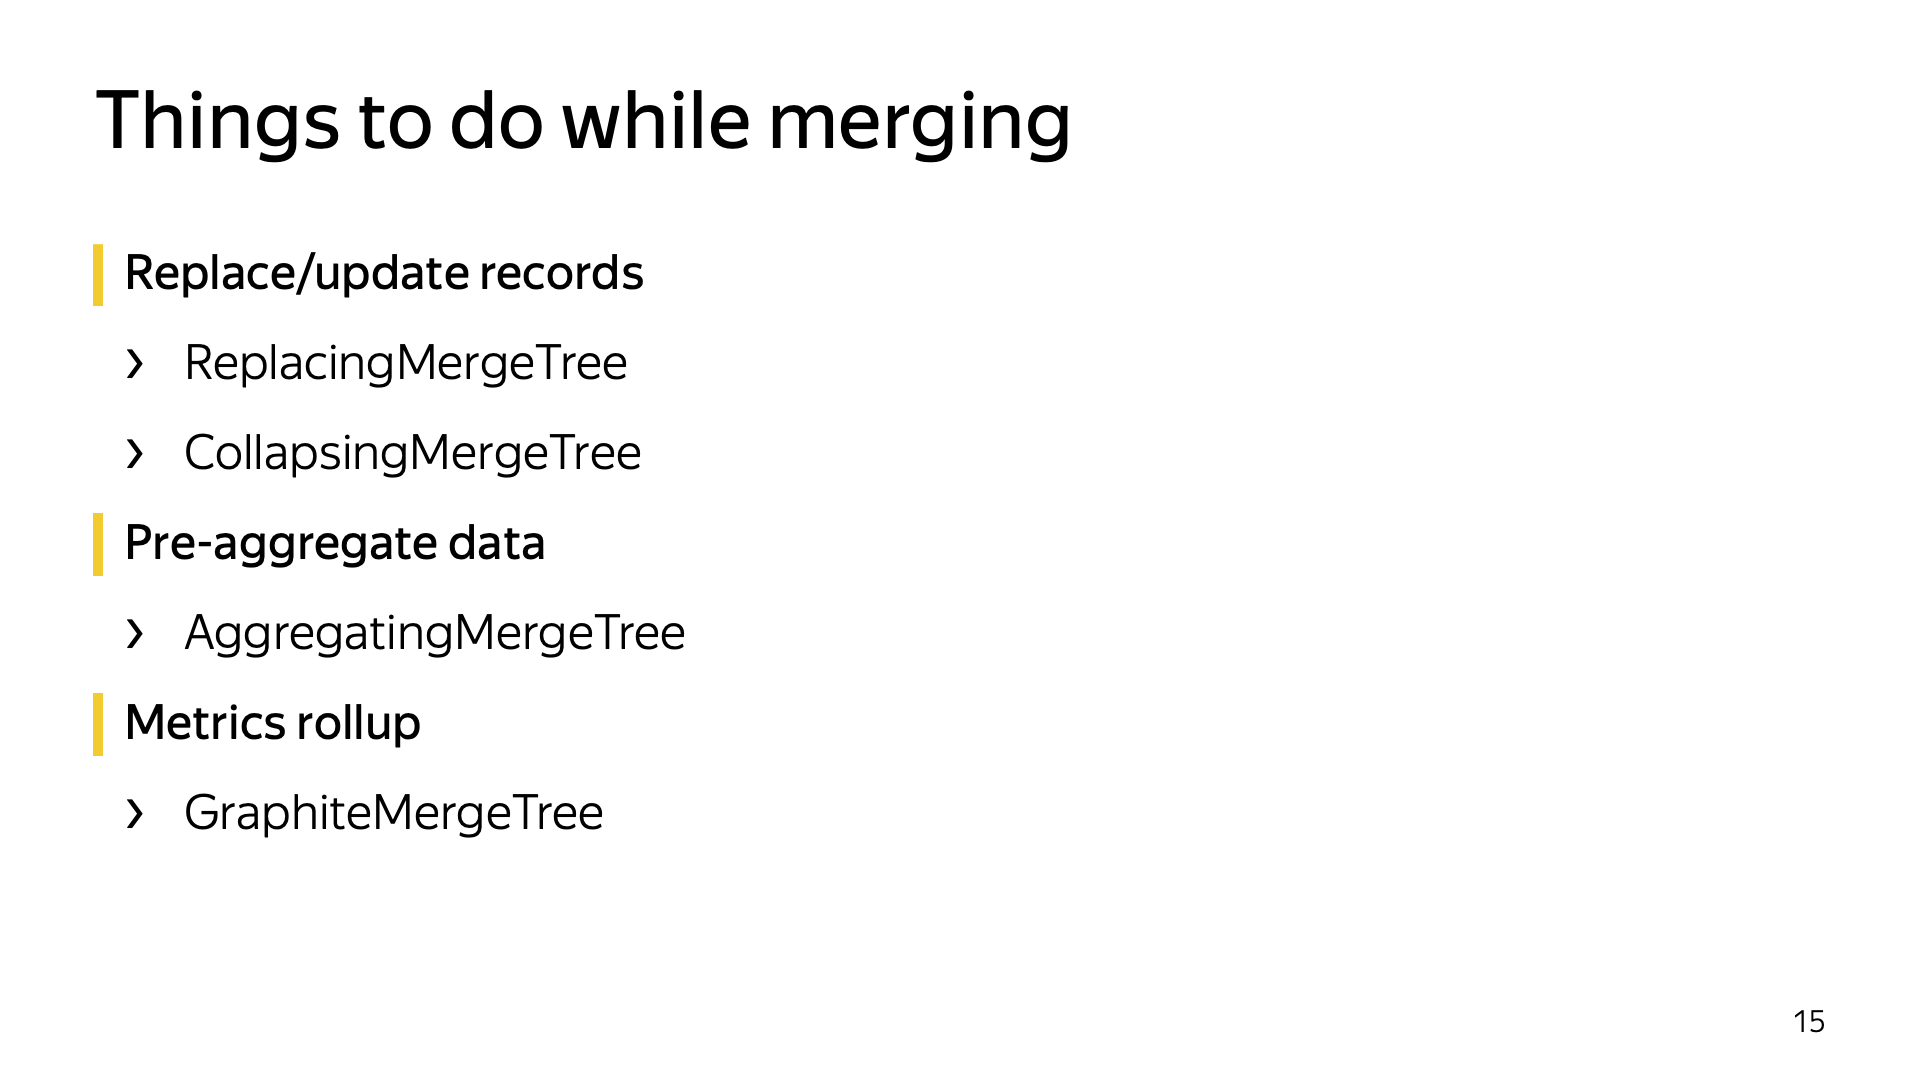 Things to do while merging
Replace/update records
› ReplacingMergeTree
› CollapsingMergeTree
Pre-aggregate data
› AggregatingMergeTree
Metrics rollup
› GraphiteMergeTree
15